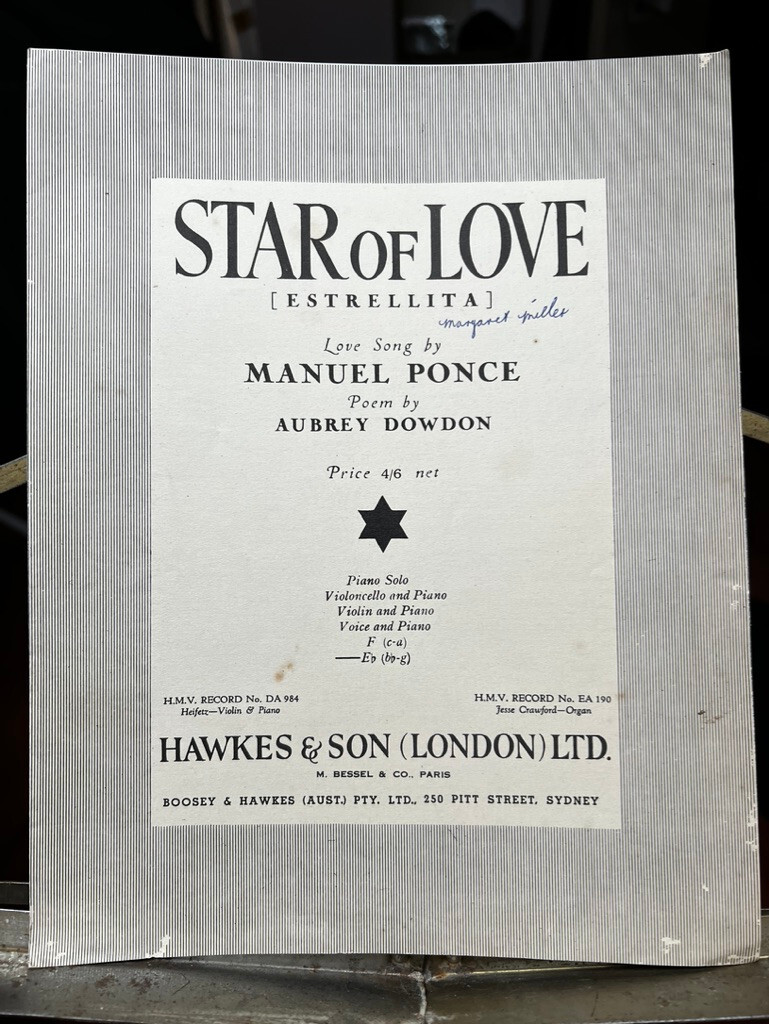 STAR OF LOVE
[ESTRELLITA]
margaret miller
Love Song by
MANUEL PONCE
Poem by
AUBREY DOWDON
Price 4/6 net
Piano Solo
Violoncello and Piano
Violin and Piano
Voice and Piano
F (c-a)
——E♭ (b♭-g)
H.M.V. RECORD No. DA 984
Heifetz—Violin & Piano
H.M.V. RECORD No. EA 190
Jesse Crawford—Organ
HAWKES & SON (LONDON) LTD.
M. BESSEL & CO., PARIS
BOOSEY & HAWKES (AUST.) PTY. LTD., 250 PITT STREET, SYDNEY